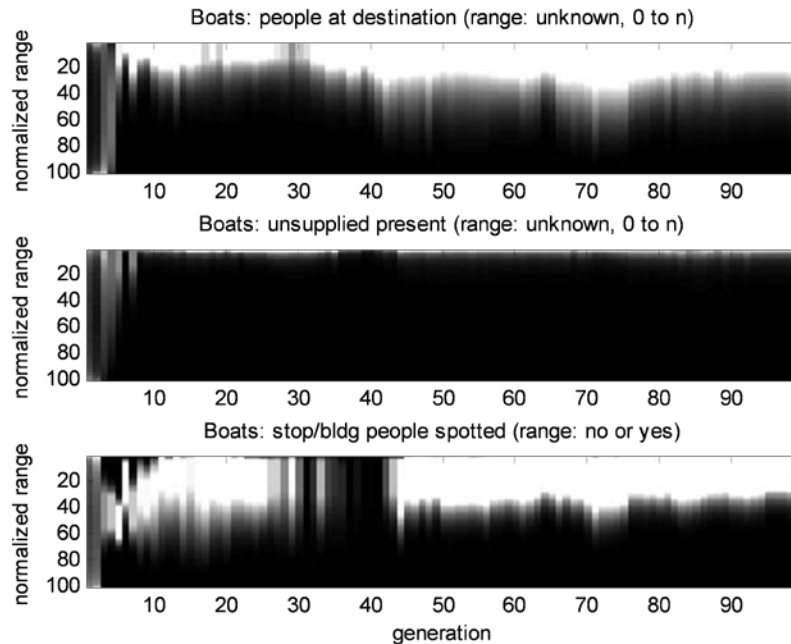 Boats: people at destination (range: unknown, 0 to n)
normalized range
20
40
60
80
100
10 20 30 40 50 60 70 80 90
Boats: unsupplied present (range: unknown, 0 to n)
normalized range
20
40
60
80
100
10 20 30 40 50 60 70 80 90
Boats: stop/bldg people spotted (range: no or yes)
normalized range
20
40
60
80
100
10 20 30 40 50 60 70 80 90
generation